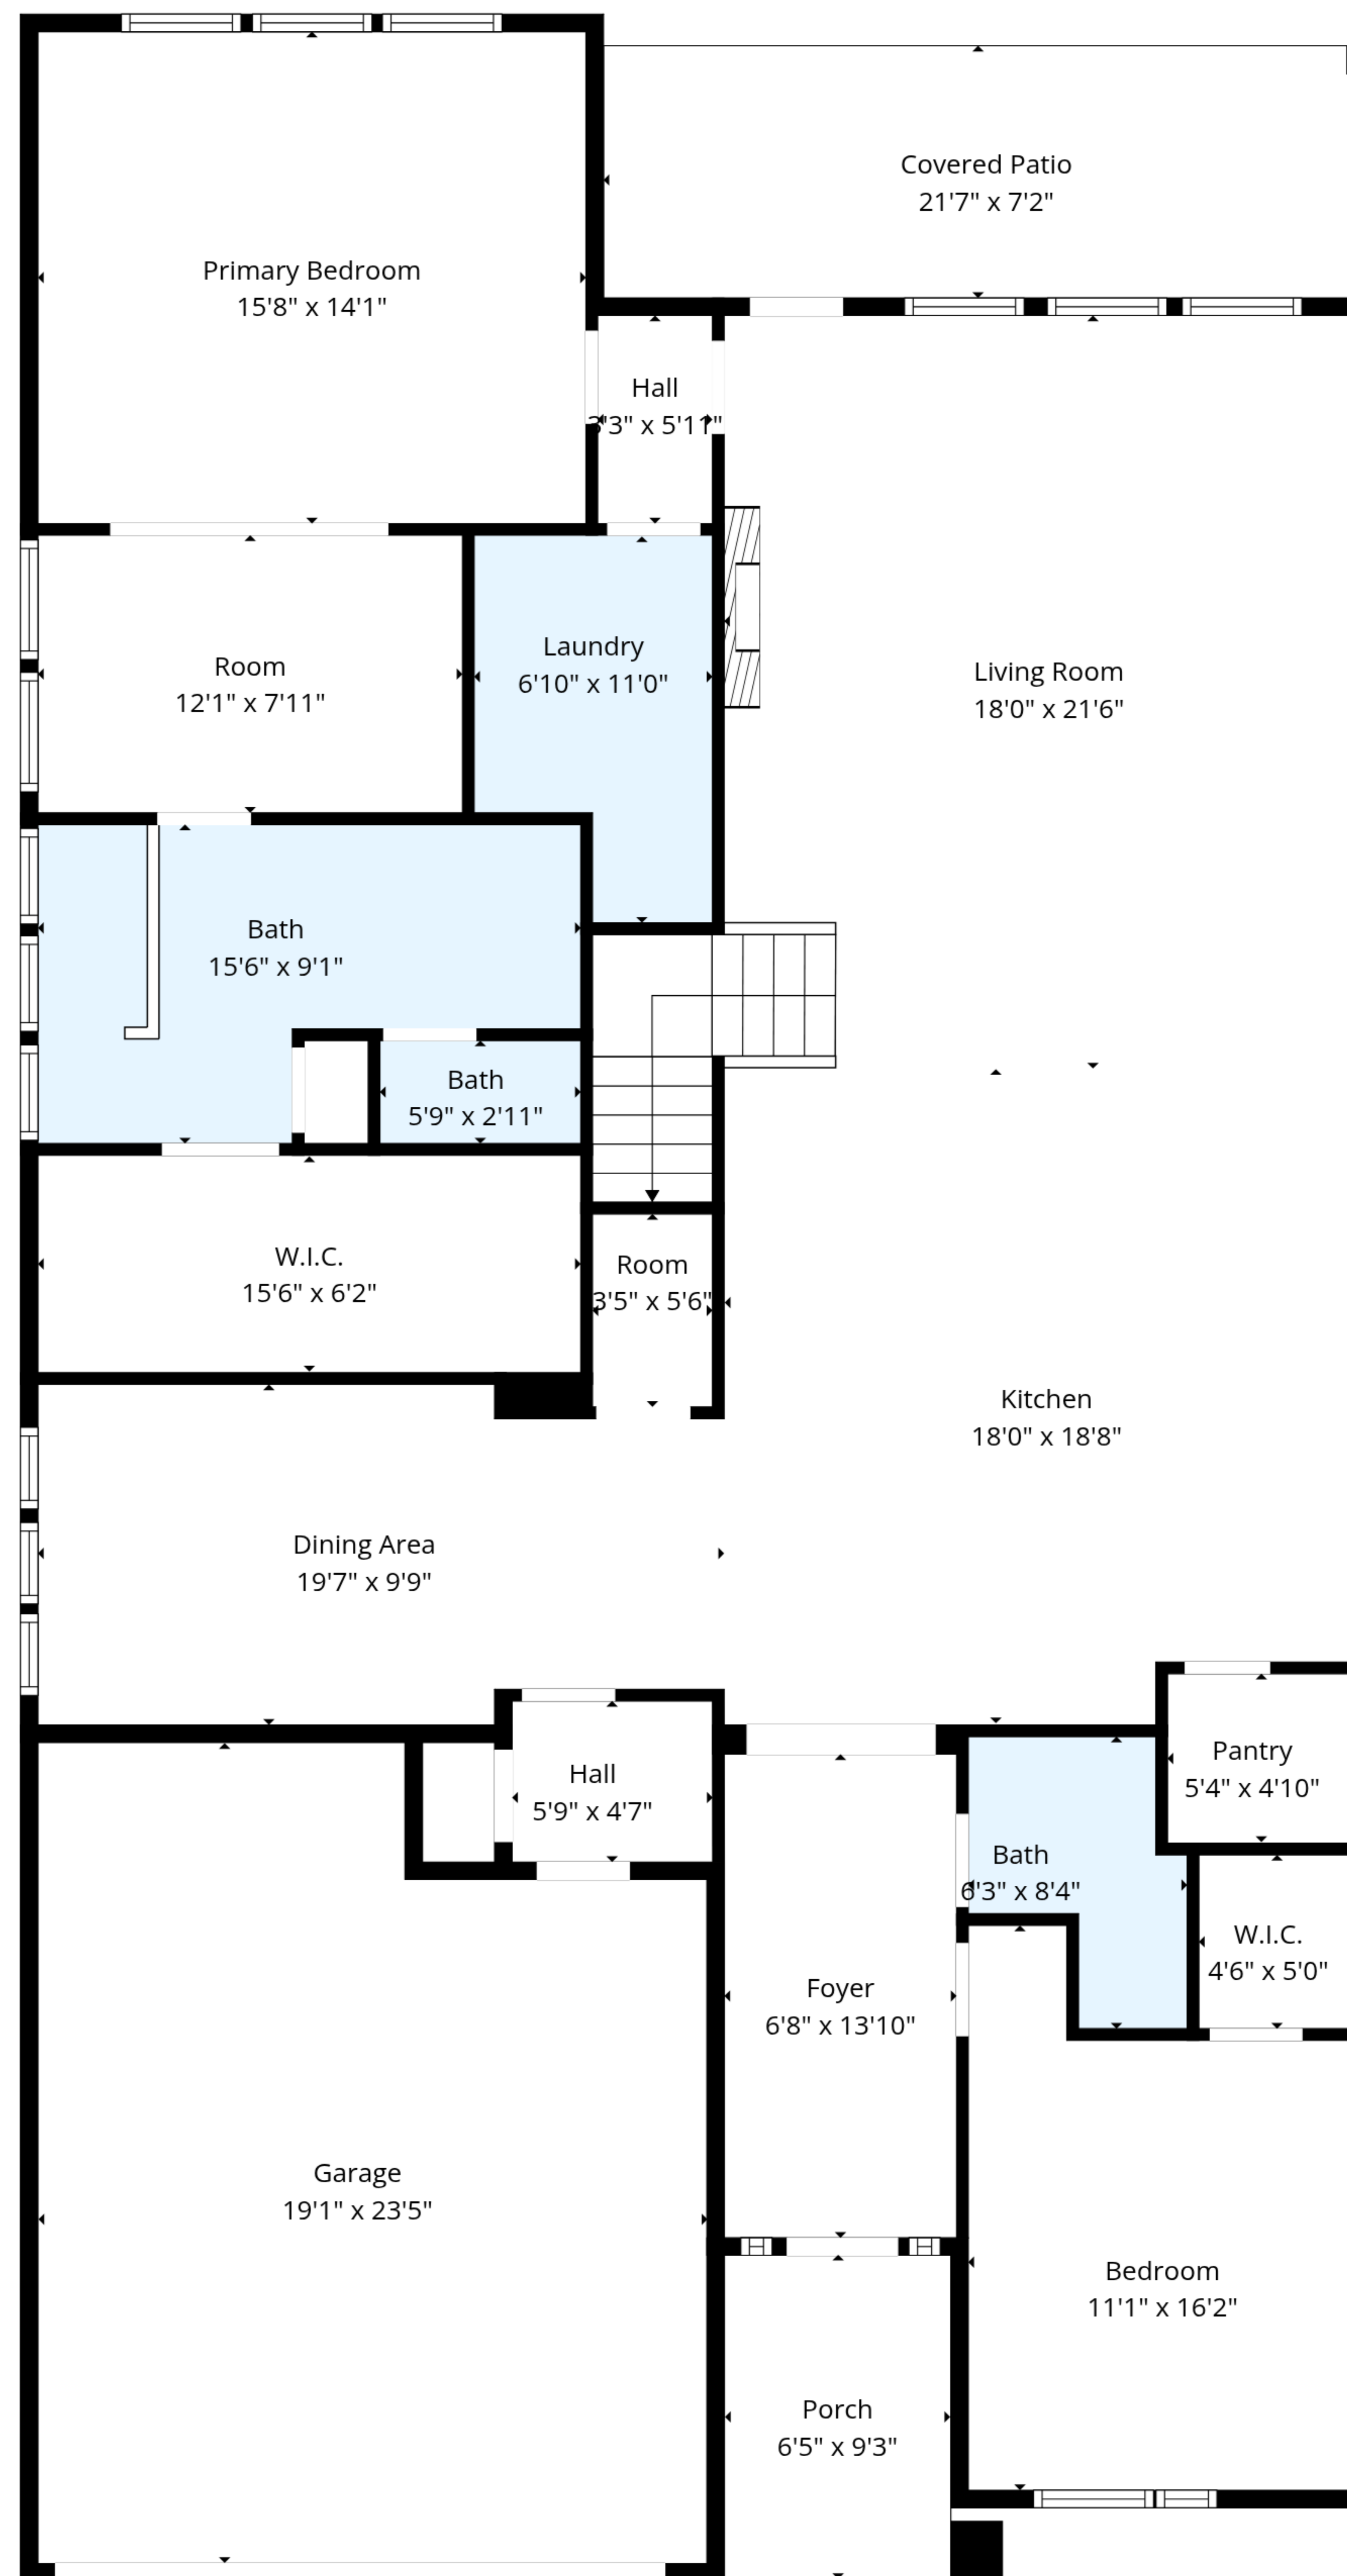 Covered Patio
21'7" x 7'2"
Primary Bedroom
15'8" x 14'1"
Hall
3'3" x 5'11"
Laundry
6'10" x 11'0"
Room
12'1" x 7'11"
Living Room
18'0" x 21'6"
Bath
15'6" x 9'1"
Bath
5'9" x 2'11"
W.I.C.
15'6" x 6'2"
Room
3'5" x 5'6"
Kitchen
18'0" x 18'8"
Dining Area
19'7" x 9'9"
Hall
5'9" x 4'7"
Pantry
5'4" x 4'10"
Bath
6'3" x 8'4"
W.I.C.
4'6" x 5'0"
Foyer
6'8" x 13'10"
Garage
19'1" x 23'5"
Bedroom
11'1" x 16'2"
Porch
6'5" x 9'3"